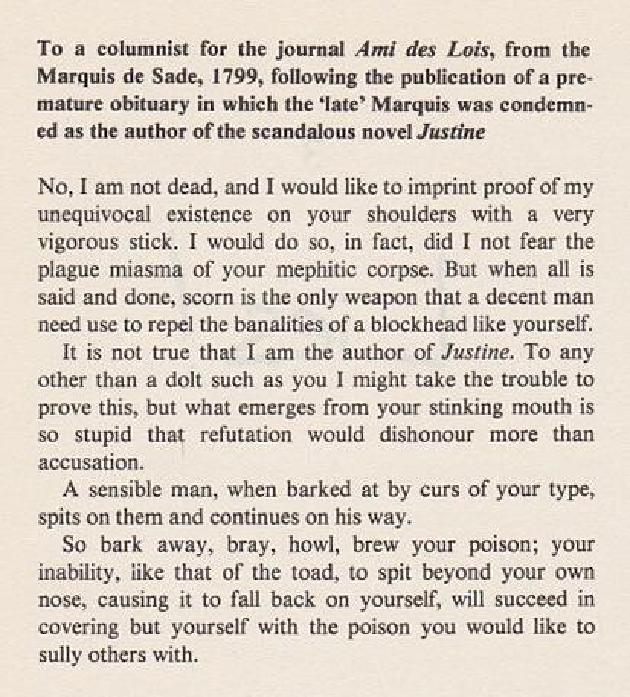 To a columnist for the journal Ami des Lois, from the
Marquis de Sade, 1799, following the publication of a pre-
mature obituary in which the ‘late’ Marquis was condemn-
ed as the author of the scandalous novel Justine
No, I am not dead, and I would like to imprint proof of my
unequivocal existence on your shoulders with a very
vigorous stick. I would do so, in fact, did I not fear the
plague miasma of your mephitic corpse. But when all is
said and done, scorn is the only weapon that a decent man
need use to repel the banalities of a blockhead like yourself.
It is not true that I am the author of Justine. To any
other than a dolt such as you I might take the trouble to
prove this, but what emerges from your stinking mouth is
so stupid that refutation would dishonour more than
accusation.
A sensible man, when barked at by curs of your type,
spits on them and continues on his way.
So bark away, bray, howl, brew your poison; your
inability, like that of the toad, to spit beyond your own
nose, causing it to fall back on yourself, will succeed in
covering but yourself with the poison you would like to
sully others with.